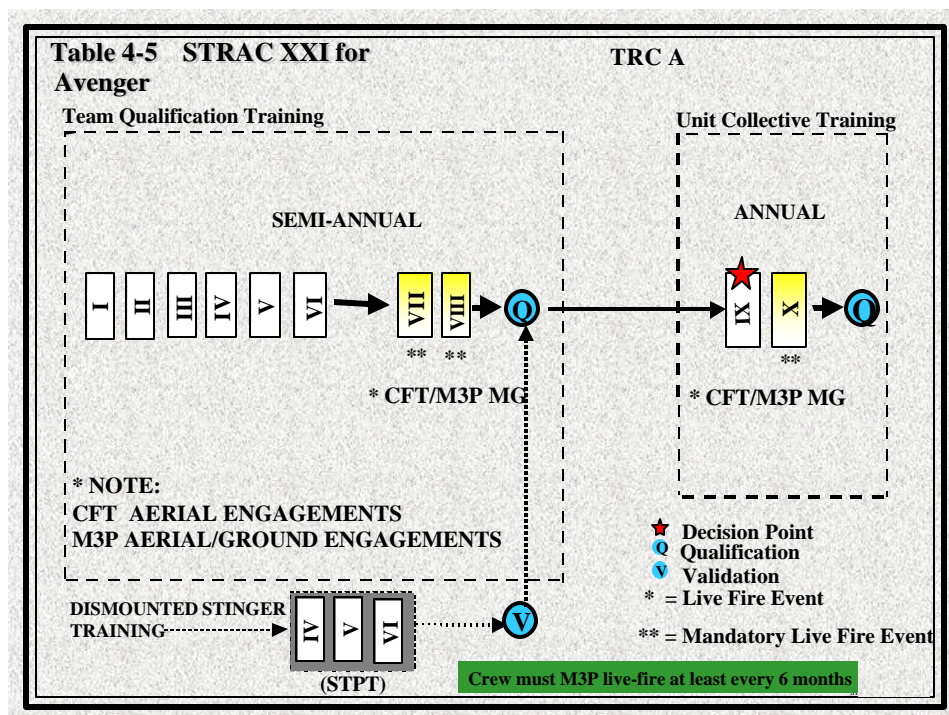 Table 4-5 STRAC XXI for
Avenger
TRC A
Team Qualification Training
Unit Collective Training
SEMI-ANNUAL
ANNUAL
I
II
III
IV
V
VI
VII
VIII
Q
IX
X
Q
**
**
**
* CFT/M3P MG
* CFT/M3P MG
* NOTE:
CFT AERIAL ENGAGEMENTS
M3P AERIAL/GROUND ENGAGEMENTS
Decision Point
Q Qualification
V Validation
* = Live Fire Event
** = Mandatory Live Fire Event
DISMOUNTED STINGER
TRAINING
IV
V
VI
V
(STPT)
Crew must M3P live-fire at least every 6 months